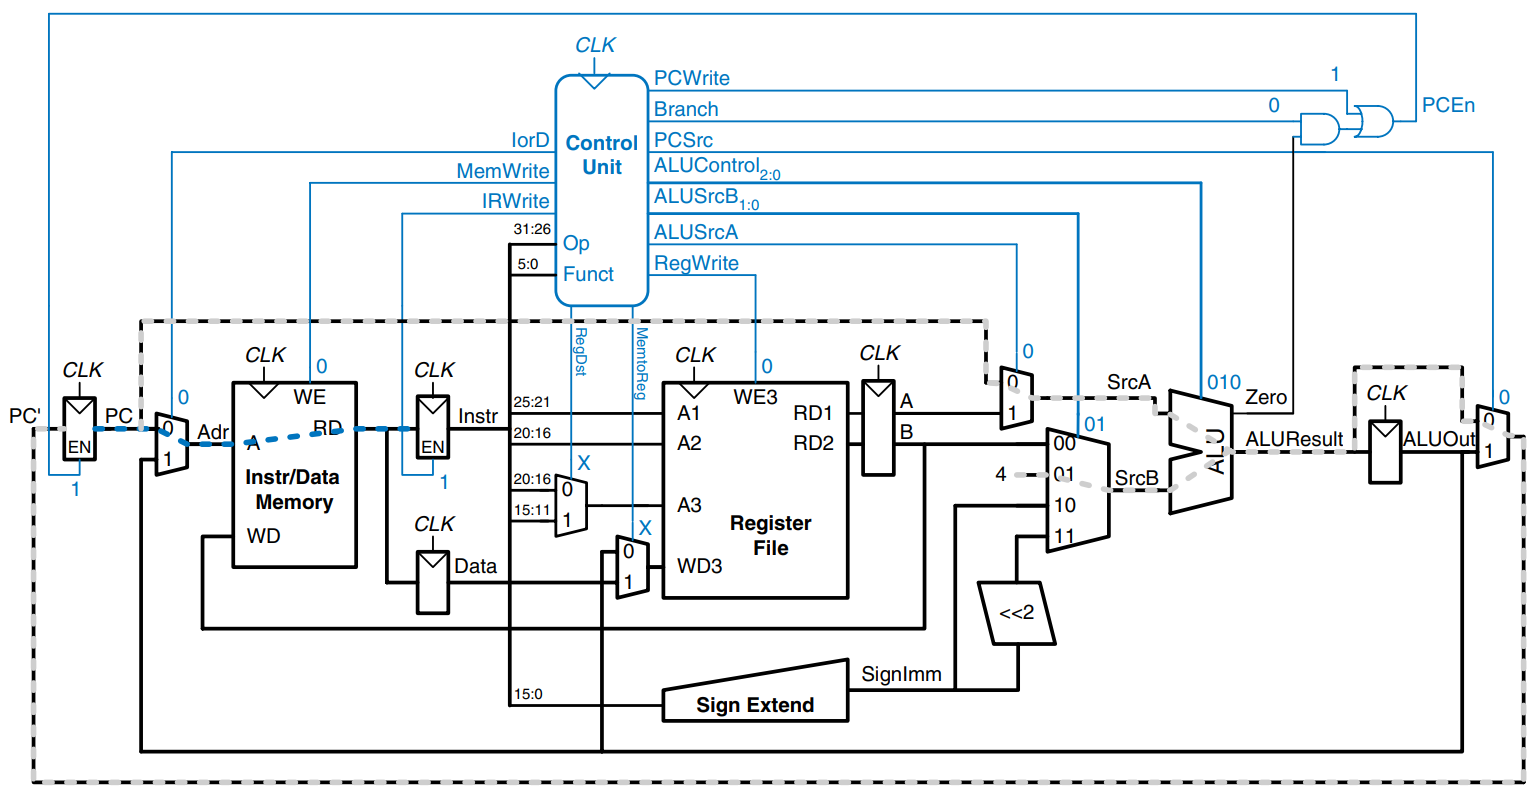 CLK
PCWrite
1
Branch
0
PCEn
IorD
Control
Unit
PCSrc
MemWrite
ALUControl2:0
IRWrite
ALUSrcB1:0
31:26
Op
ALUSrcA
5:0
Funct
RegWrite
RegDst
MemtoReg
CLK
CLK
0
CLK
CLK
0
CLK
0
0
WE
WE3
0
010
CLK
0
PC'
PC
EN
1
0
1
Adr
A
RD
Instr/Data
Memory
WD
EN
1
Instr
25:21
A1
RD1
A
0
1
SrcA
Zero
20:16
A2
RD2
B
01
00
01
10
11
4
SrcB
ALU
ALUResult
ALUOut
0
1
X
20:16
0
15:11
1
A3
CLK
Data
X
0
1
WD3
Register
File
<<2
SignImm
15:0
Sign Extend